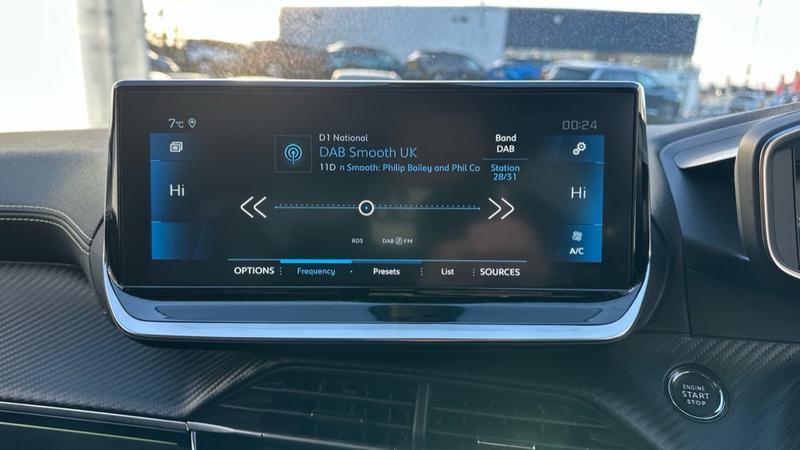 7°C
00:24
D1 National
DAB Smooth UK
11D n Smooth: Philip Bailey and Phil Co
Band
DAB
Station
28/31
Hi
Hi
A/C
RDS
DAB FM
OPTIONS
Frequency
Presets
List
SOURCES
ENGINE
START
STOP